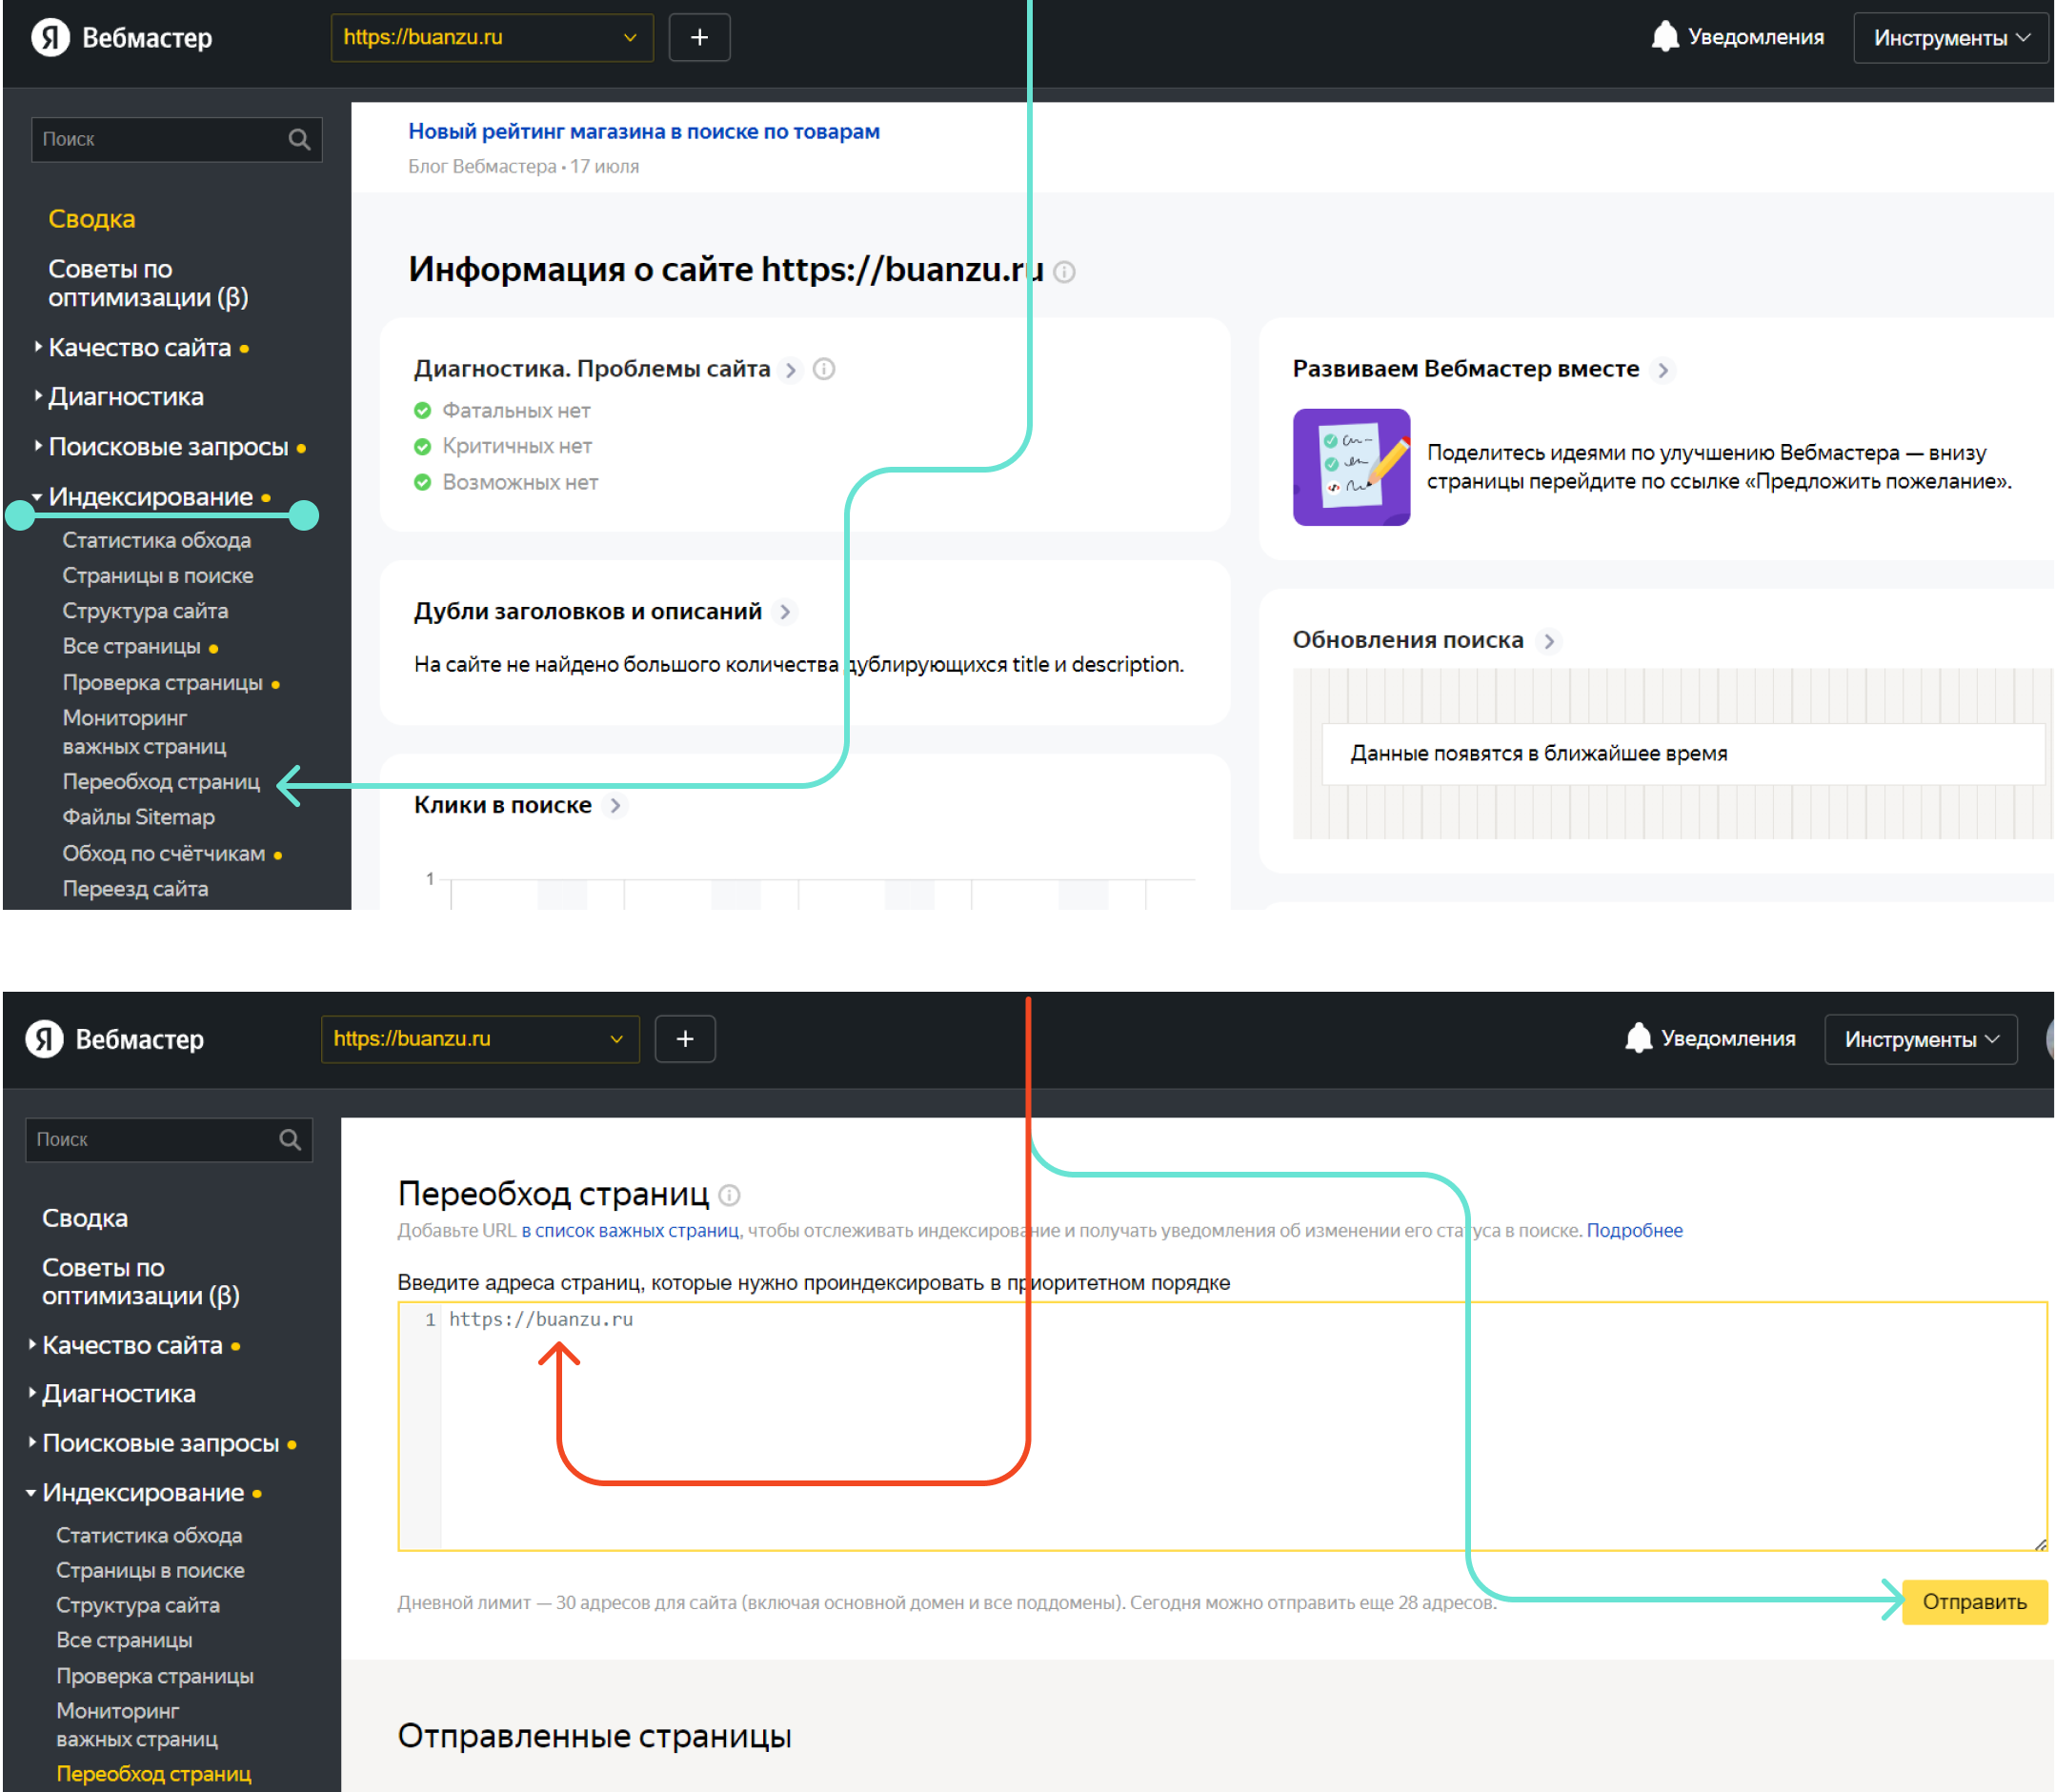 Я Вебмастер
https://buanzu.ru
+
Уведомления
Инструменты
Поиск
Сводка
Советы по
оптимизации (β)
Качество сайта
Диагностика
Поисковые запросы
Индексирование
Статистика обхода
Страницы в поиске
Структура сайта
Все страницы
Проверка страницы
Мониторинг
важных страниц
Переобход страниц
Файлы Sitemap
Обход по счётчикам
Переезд сайта
Новый рейтинг магазина в поиске по товарам
Блог Вебмастера • 17 июля
Информация о сайте https://buanzu.ru
Диагностика. Проблемы сайта
Фатальных нет
Критичных нет
Возможных нет
Дубли заголовков и описаний
На сайте не найдено большого количества дублирующихся title и description.
Клики в поиске
1
Развиваем Вебмастер вместе
Поделитесь идеями по улучшению Вебмастера — внизу
страницы перейдите по ссылке «Предложить пожелание».
Обновления поиска
Данные появятся в ближайшее время
Я Вебмастер
https://buanzu.ru
+
Уведомления
Инструменты
Поиск
Сводка
Советы по
оптимизации (β)
Качество сайта
Диагностика
Поисковые запросы
Индексирование
Статистика обхода
Страницы в поиске
Структура сайта
Все страницы
Проверка страницы
Мониторинг
важных страниц
Переобход страниц
Переобход страниц
Добавьте URL в список важных страниц, чтобы отслеживать индексирование и получать уведомления об изменении его статуса в поиске. Подробнее
Введите адреса страниц, которые нужно проиндексировать в приоритетном порядке
1 https://buanzu.ru
Дневной лимит — 30 адресов для сайта (включая основной домен и все поддомены). Сегодня можно отправить еще 28 адресов.
Отправить
Отправленные страницы